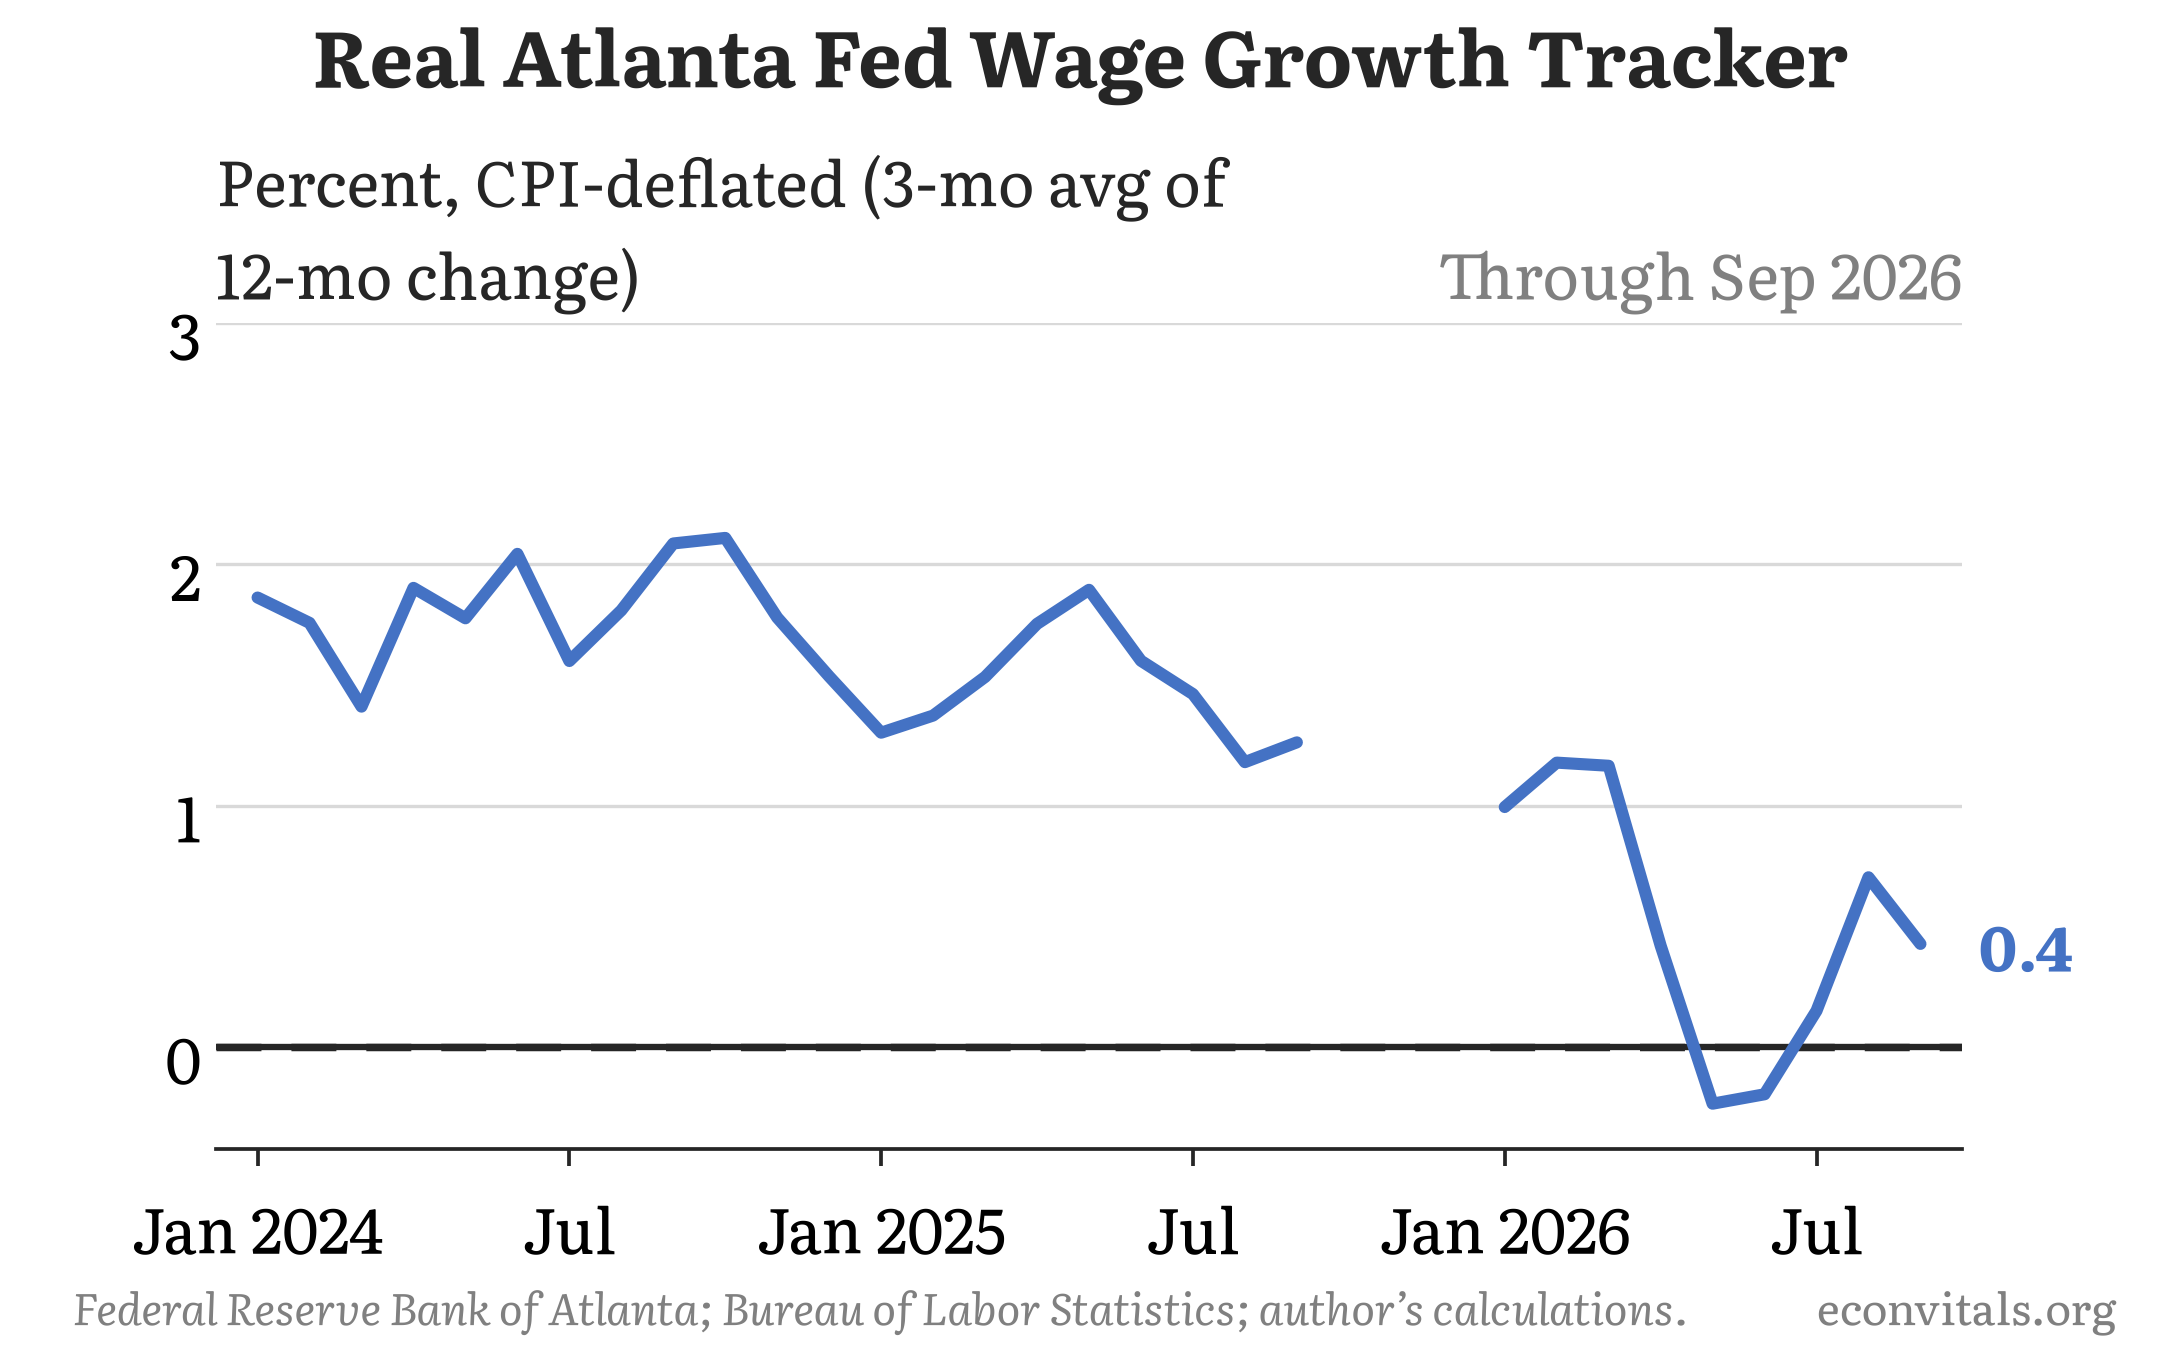 Real Atlanta Fed Wage Growth Tracker
Percent, CPI-deflated (3-mo avg of
12-mo change)
Through Sep 2026
3
2
1
0
0.4
Jan 2024
Jul
Jan 2025
Jul
Jan 2026
Jul
Federal Reserve Bank of Atlanta; Bureau of Labor Statistics; author’s calculations.
econvitals.org